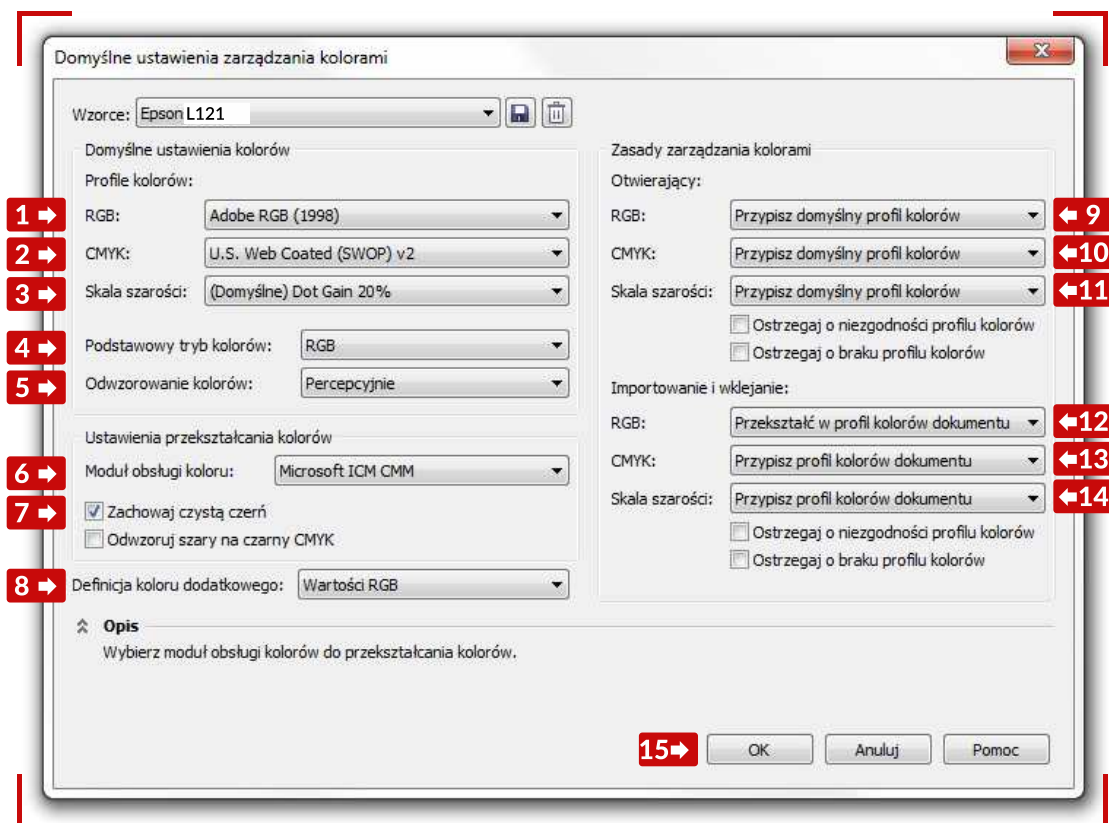 Domyślne ustawienia zarządzania kolorami
Wzorce: Epson L121
Domyślne ustawienia kolorów
Profile kolorów:
1 RGB: Adobe RGB (1998)
2 CMYK: U.S. Web Coated (SWOP) v2
3 Skala szarości: (Domyślne) Dot Gain 20%
4 Podstawowy tryb kolorów: RGB
5 Odwzorowanie kolorów: Percepcyjnie
Ustawienia przekształcania kolorów
6 Moduł obsługi koloru: Microsoft ICM CMM
7 Zachowaj czystą czerń
Odwzoruj szary na czarny CMYK
8 Definicja koloru dodatkowego: Wartości RGB
Zasady zarządzania kolorami
Otwierający:
RGB: Przypisz domyślny profil kolorów 9
CMYK: Przypisz domyślny profil kolorów 10
Skala szarości: Przypisz domyślny profil kolorów 11
Ostrzegaj o niezgodności profilu kolorów
Ostrzegaj o braku profilu kolorów
Importowanie i wklejanie:
RGB: Przekształć w profil kolorów dokumentu 12
CMYK: Przypisz profil kolorów dokumentu 13
Skala szarości: Przypisz profil kolorów dokumentu 14
Ostrzegaj o niezgodności profilu kolorów
Ostrzegaj o braku profilu kolorów
Opis
Wybierz moduł obsługi kolorów do przekształcania kolorów.
15 OK Anuluj Pomoc